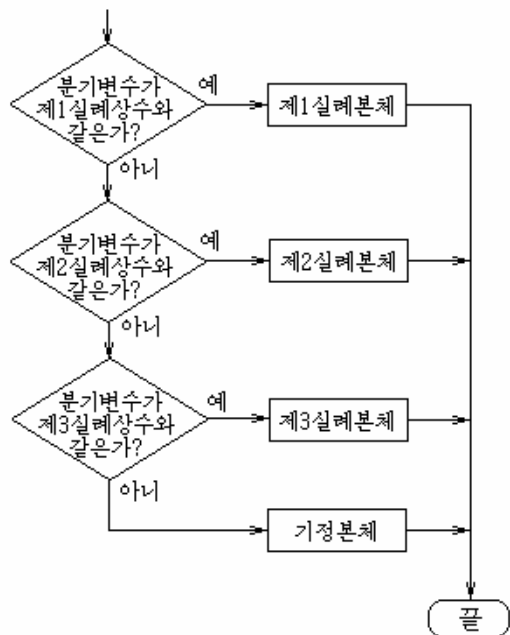 분기변수가
제1실례상수와
같은가?
예
제1실례본체
아니
분기변수가
제2실례상수와
같은가?
예
제2실례본체
아니
분기변수가
제3실례상수와
같은가?
예
제3실례본체
아니
기정본체
끝